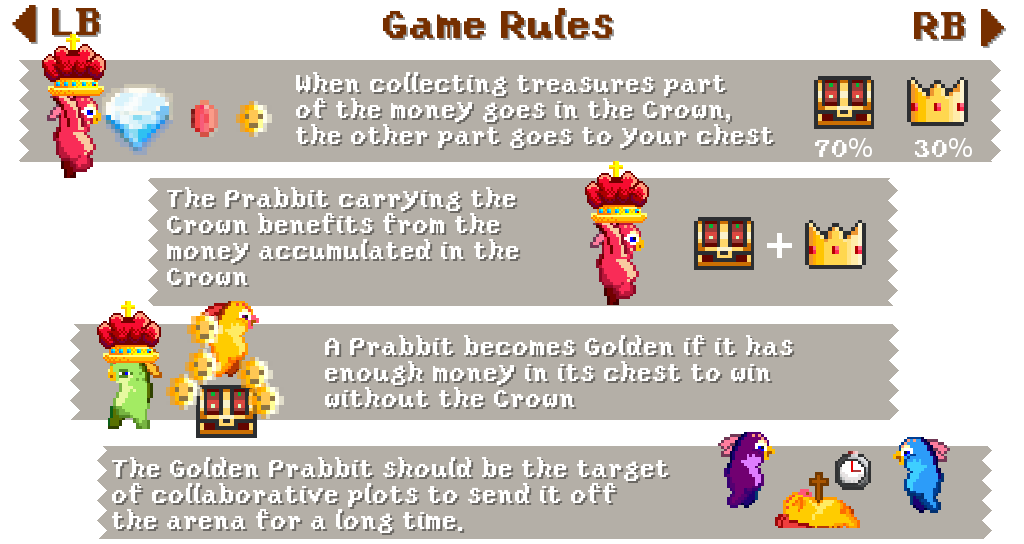 LB
Game Rules
RB
When collecting treasures part
of the money goes in the Crown,
the other part goes to your chest
70%
30%
The Prabbit carrying the
Crown benefits from the
money accumulated in the
Crown
+
A Prabbit becomes Golden if it has
enough money in its chest to win
without the Crown
The Golden Prabbit should be the target
of collaborative plots to send it off
the arena for a long time.